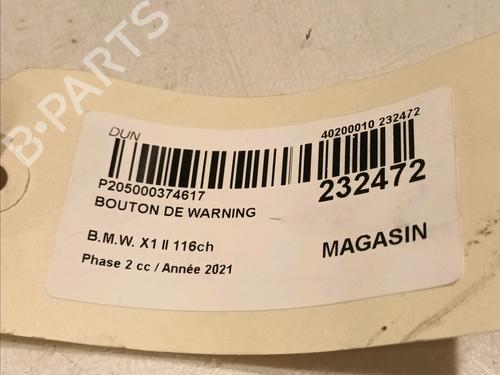 B-PARTS
DUN
40200010 232472
P205000374617
232472
BOUTON DE WARNING
B.M.W. X1 II 116ch
MAGASIN
Phase 2 cc / Année 2021